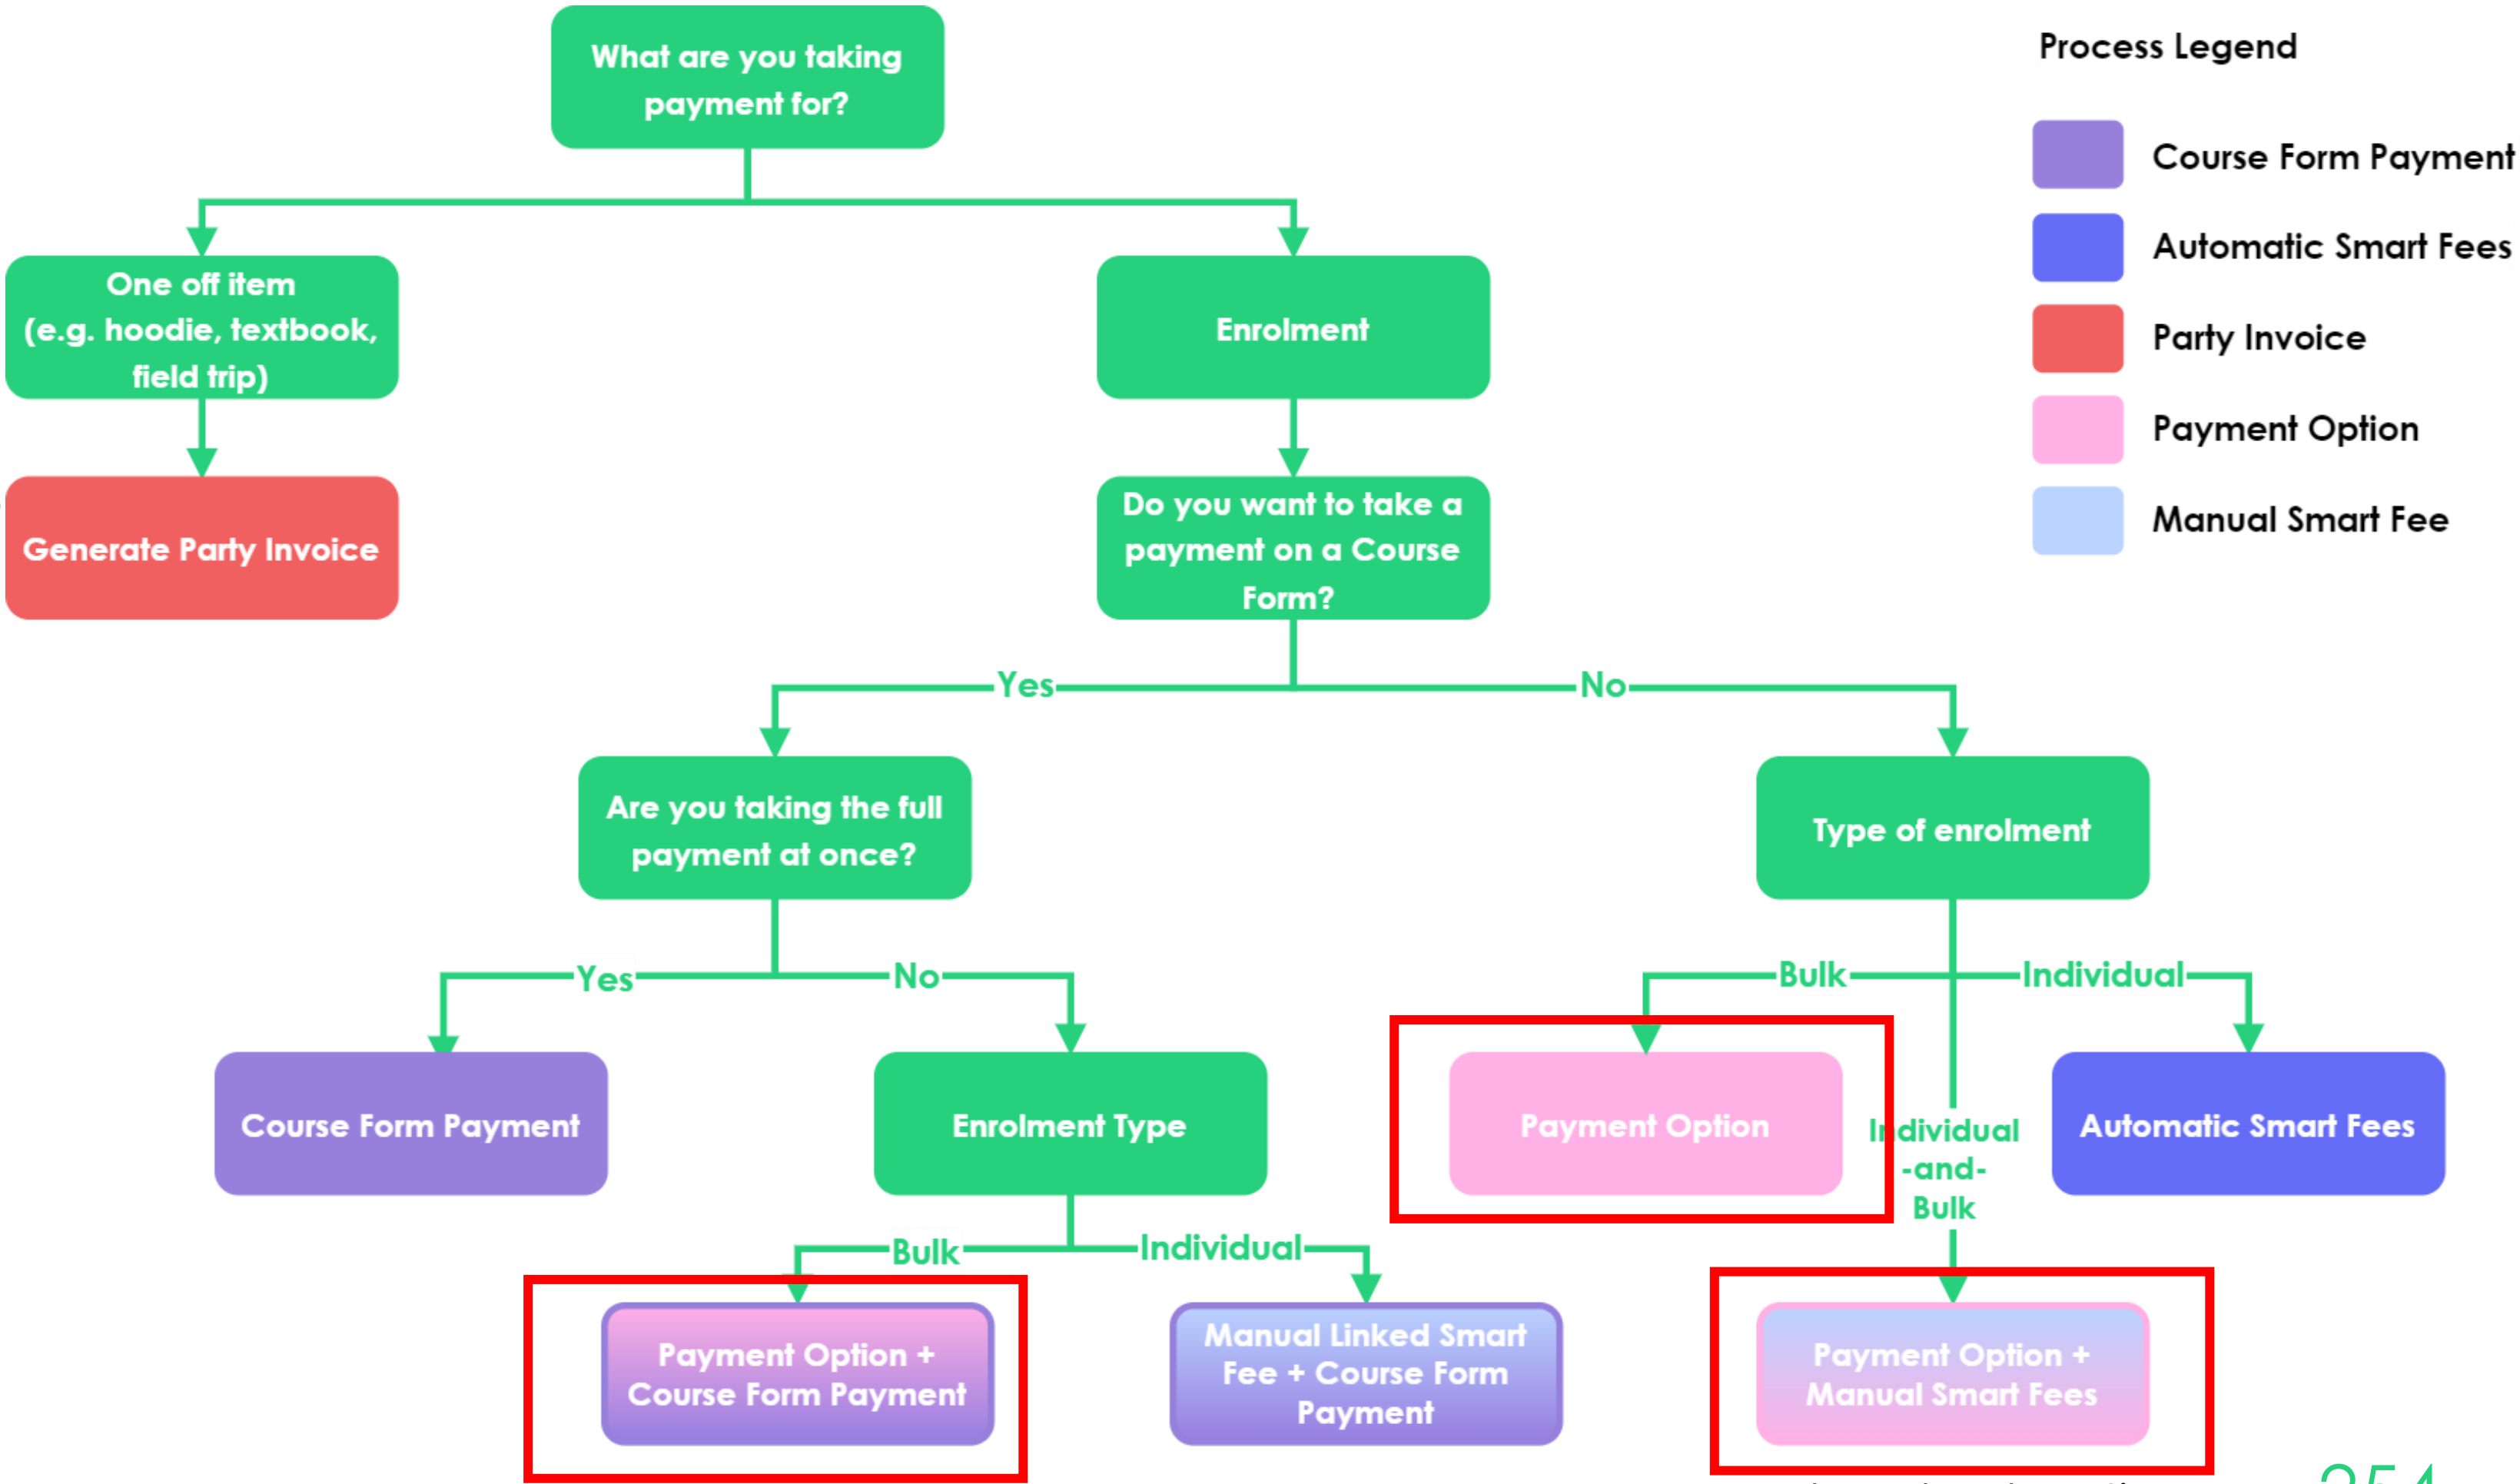 What are you taking
payment for?
Process Legend
Course Form Payment
Automatic Smart Fees
Party Invoice
Payment Option
Manual Smart Fee
One off item
(e.g. hoodie, textbook,
field trip)
Enrolment
Generate Party Invoice
Do you want to take a
payment on a Course
Form?
Yes
No
Are you taking the full
payment at once?
Type of enrolment
Yes
No
Bulk
Individual
Course Form Payment
Enrolment Type
Payment Option
Individual
-and-
Bulk
Automatic Smart Fees
Bulk
Individual
Payment Option +
Course Form Payment
Manual Linked Smart
Fee + Course Form
Payment
Payment Option +
Manual Smart Fees